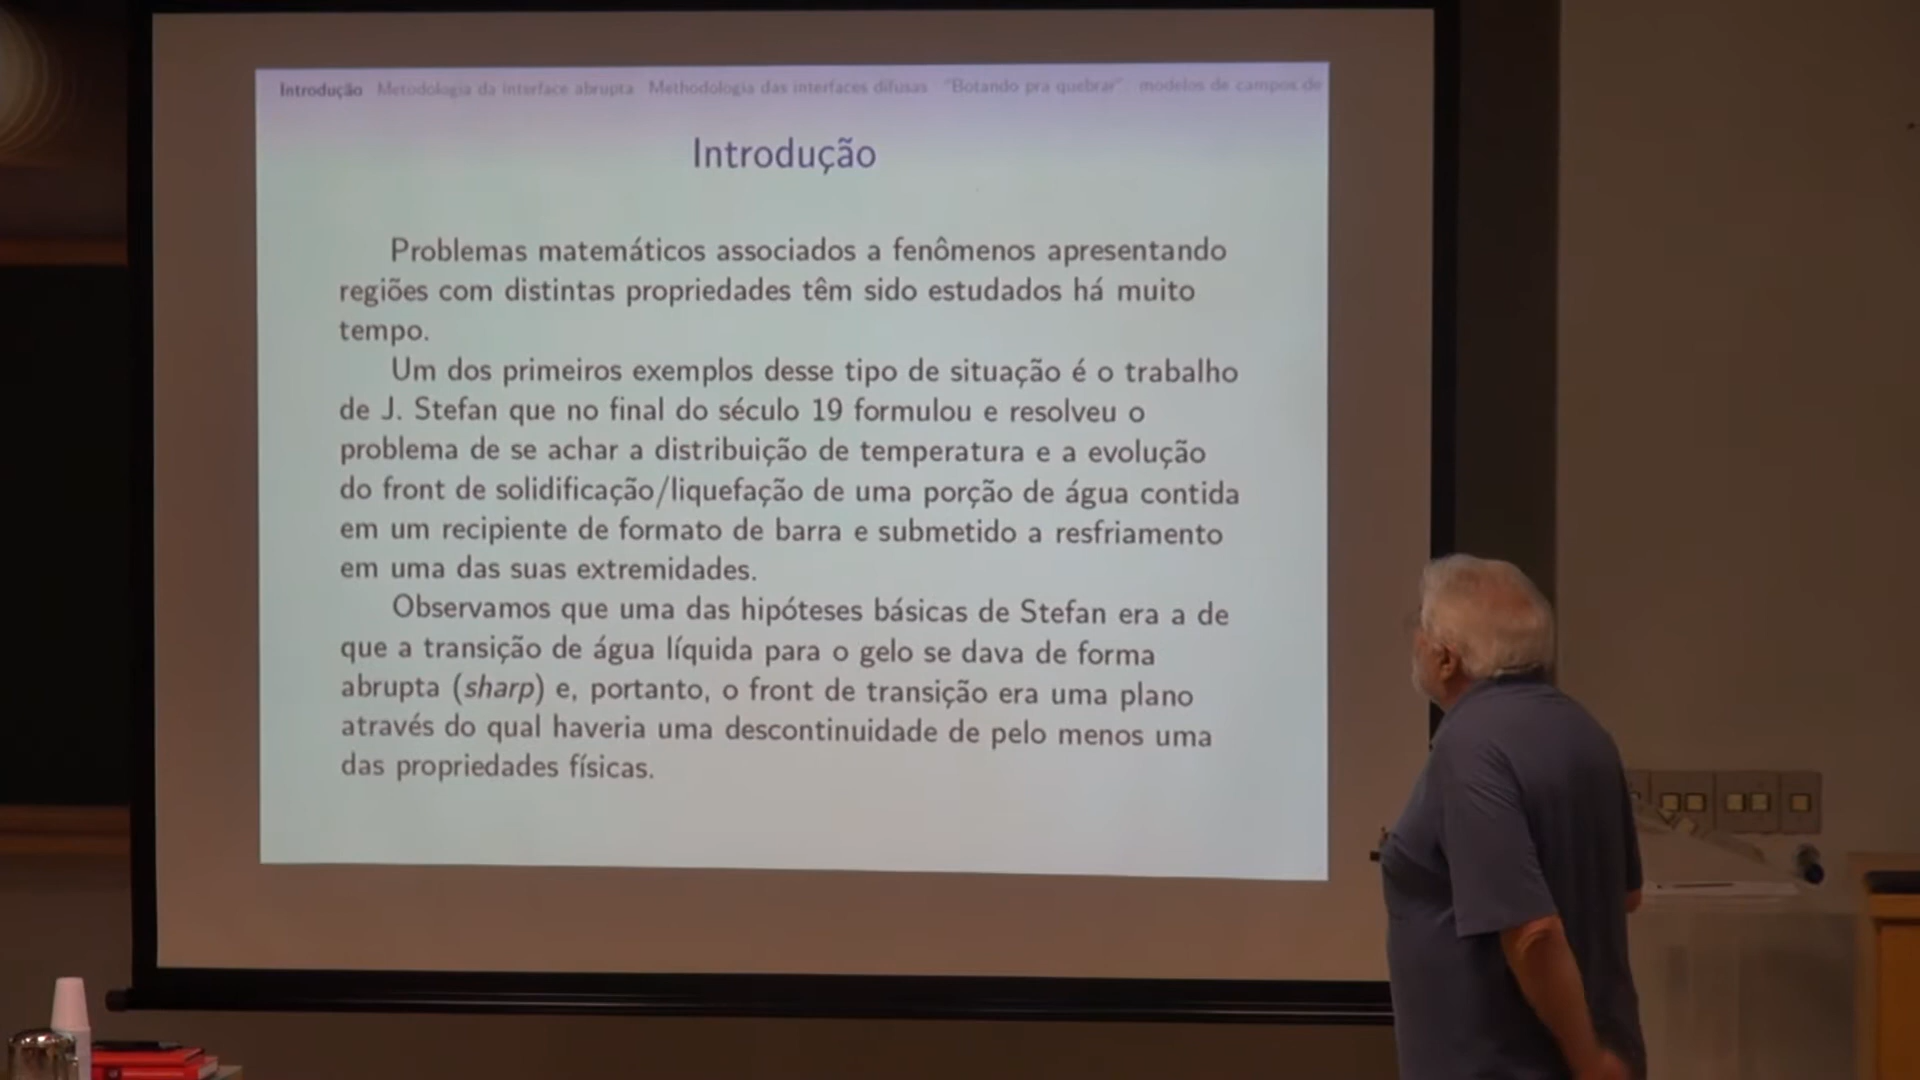 Introdução Metodologia da interface abrupta Methodologia das interfaces difusas "Botando pra quebrar": modelos de campos de
Introdução
Problemas matemáticos associados a fenômenos apresentando
regiões com distintas propriedades têm sido estudados há muito
tempo.
Um dos primeiros exemplos desse tipo de situação é o trabalho
de J. Stefan que no final do século 19 formulou e resolveu o
problema de se achar a distribuição de temperatura e a evolução
do front de solidificação/liquefação de uma porção de água contida
em um recipiente de formato de barra e submetido a resfriamento
em uma das suas extremidades.
Observamos que uma das hipóteses básicas de Stefan era a de
que a transição de água líquida para o gelo se dava de forma
abrupta (sharp) e, portanto, o front de transição era uma plano
através do qual haveria uma descontinuidade de pelo menos uma
das propriedades físicas.